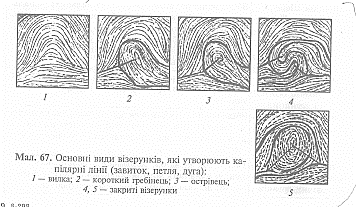 1 2 3 4
5
Мал. 67. Основні види візерунків, які утворюють ка-
пілярні лінії (завиток, петля, дуга):
1 — вилка; 2 — короткий гребінець; 3 — острівець;
4, 5 — закриті візерунки